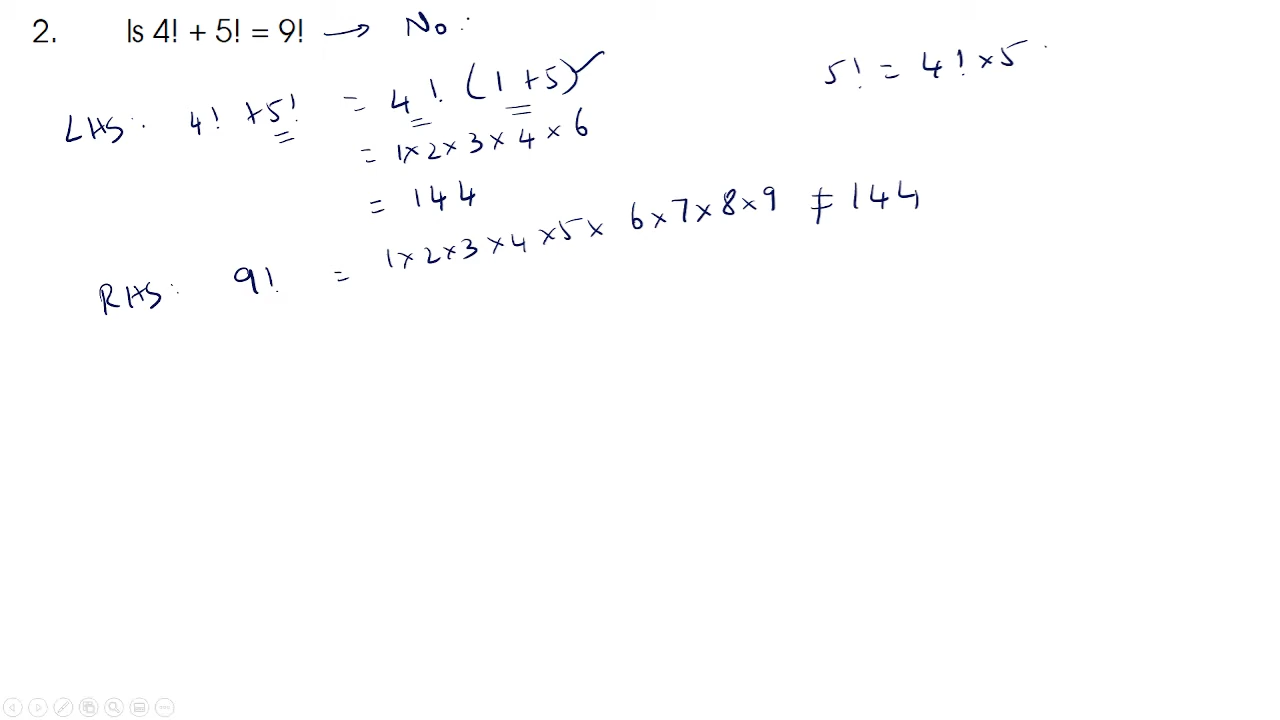 2. Is 4! + 5! = 9! → No.
5! = 4! × 5
LHS: 4! + 5! = 4! (1 + 5) ✓
= 1 × 2 × 3 × 4 × 6
= 144
RHS: 9! = 1 × 2 × 3 × 4 × 5 × 6 × 7 × 8 × 9 ≠ 144